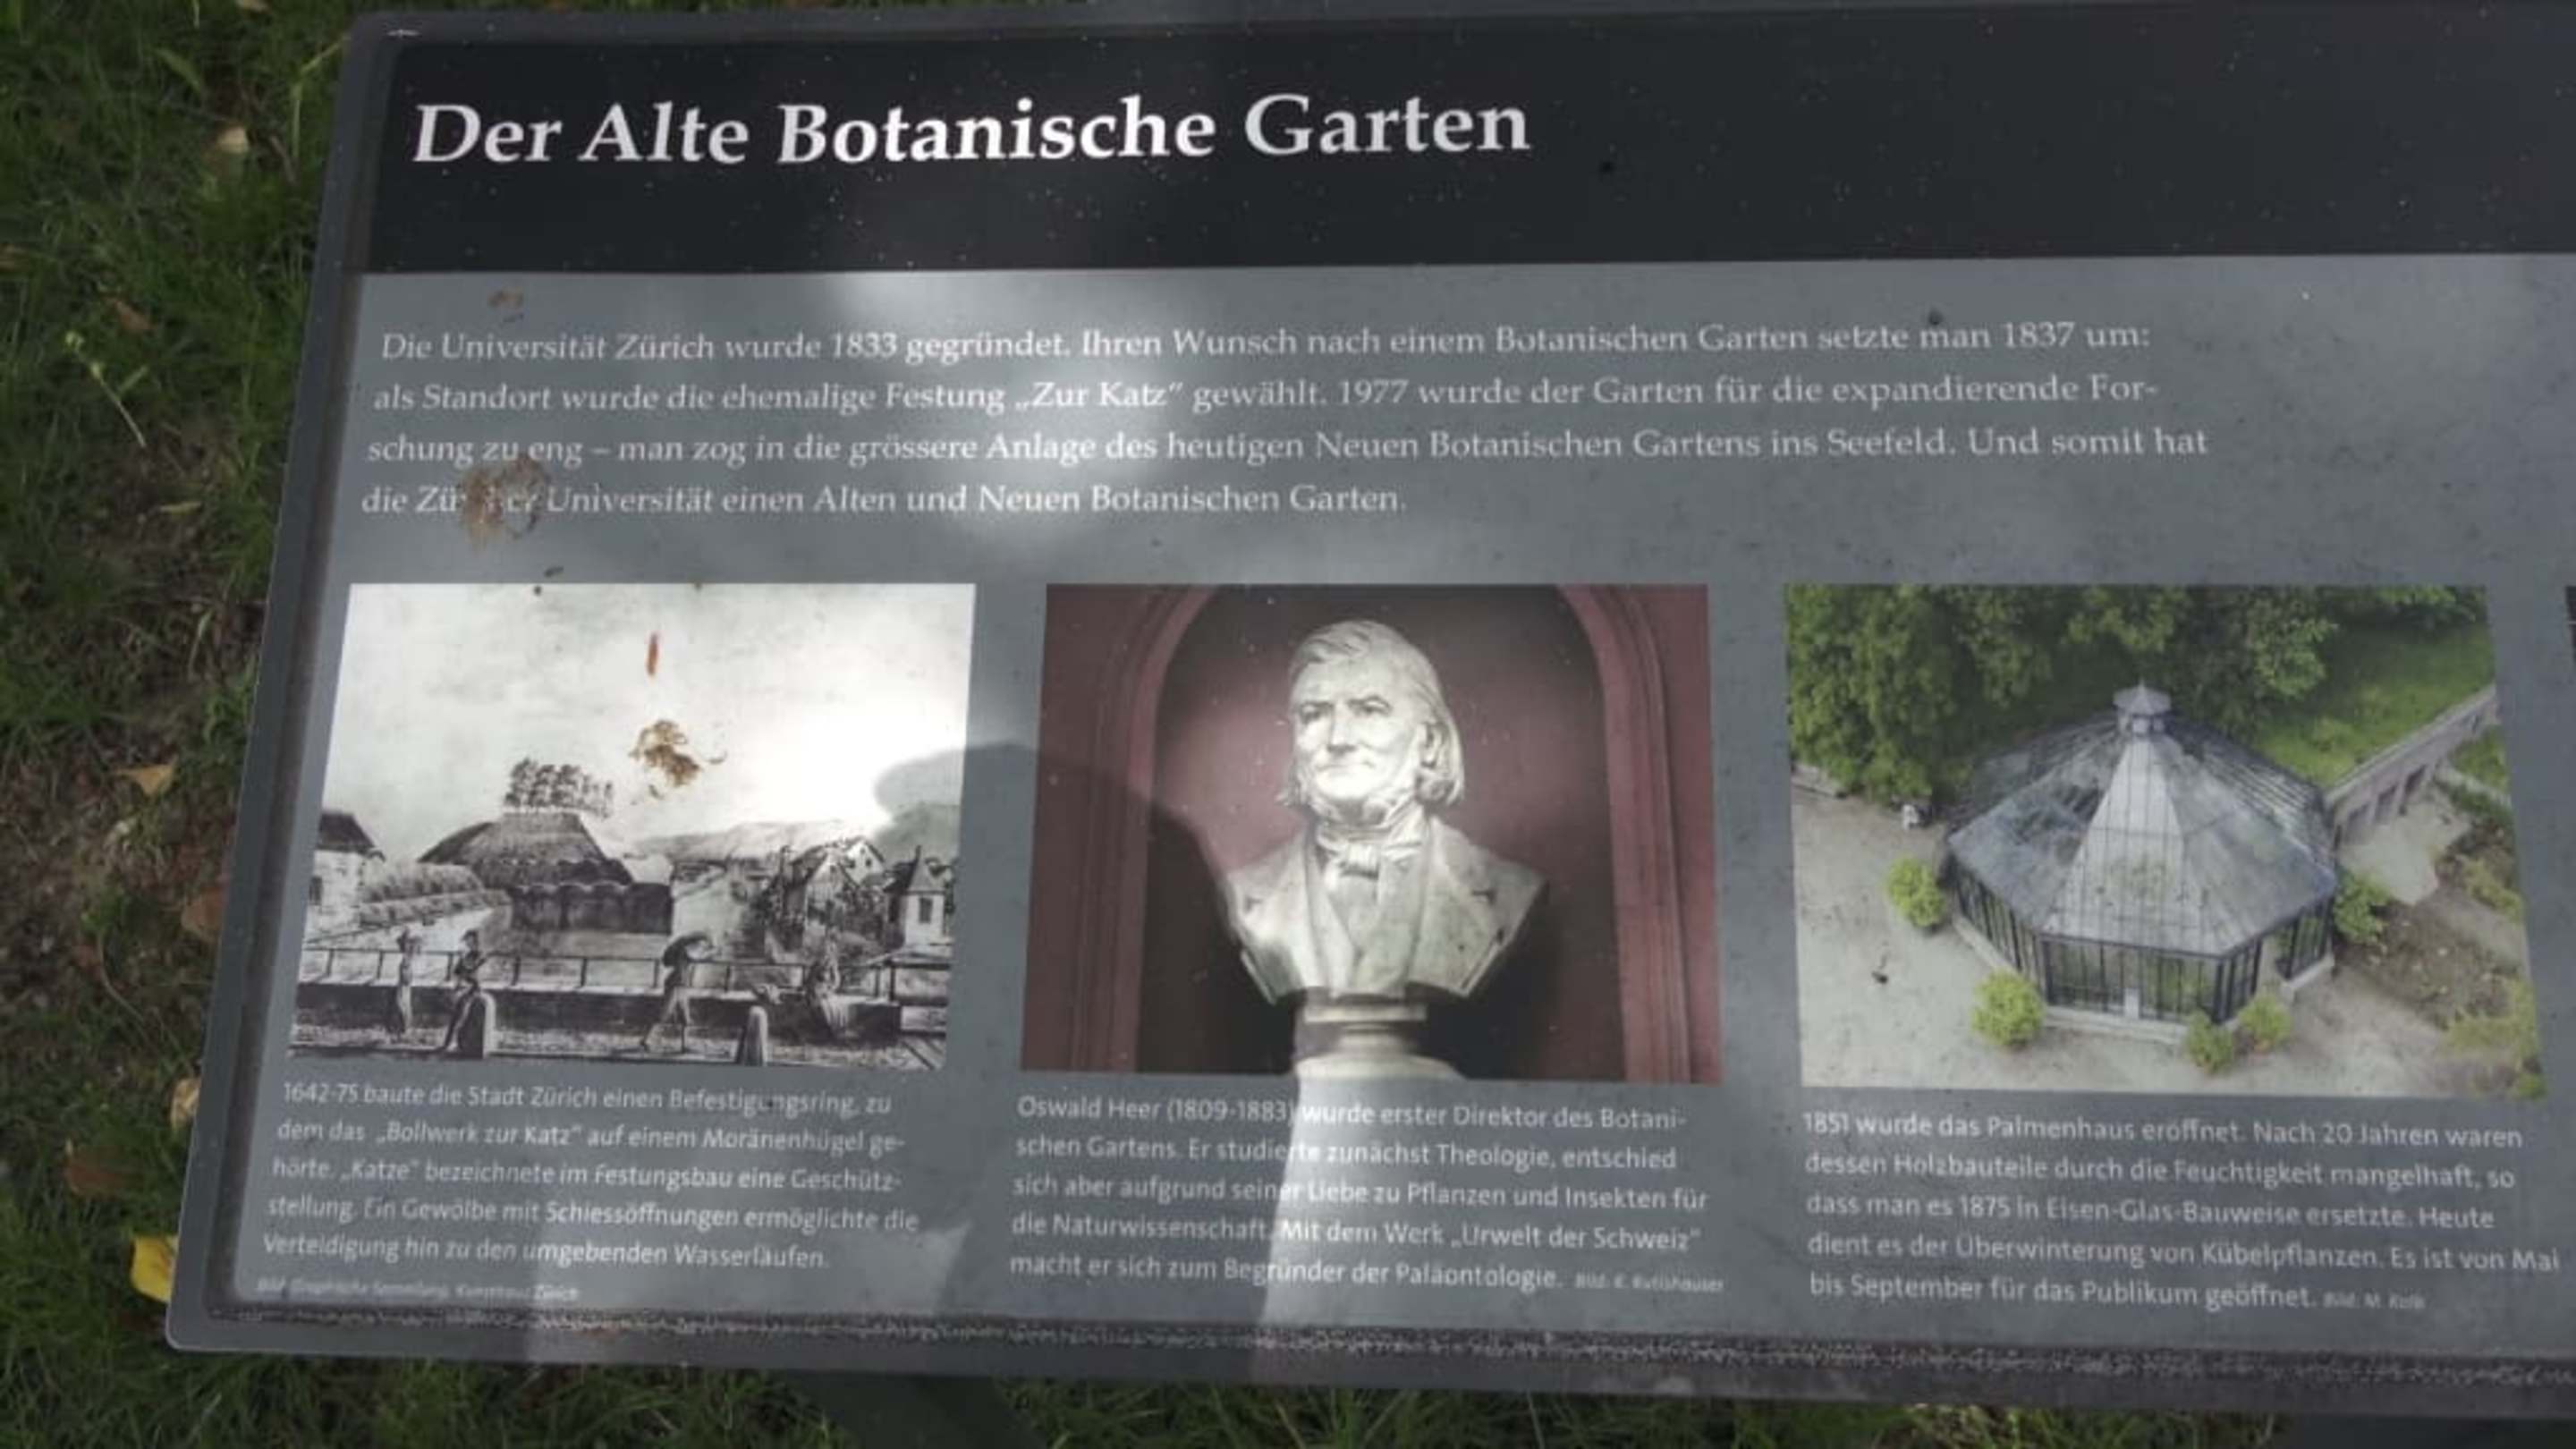 Der Alte Botanische Garten
Die Universität Zürich wurde 1833 gegründet. Ihren Wunsch nach einem Botanischen Garten setzte man 1837 um:
als Standort wurde die ehemalige Festung „Zur Katz" gewählt. 1977 wurde der Garten für die expandierende For-
schung zu eng – man zog in die grössere Anlage des heutigen Neuen Botanischen Gartens ins Seefeld. Und somit hat
die Zürcher Universität einen Alten und Neuen Botanischen Garten.
1642-75 baute die Stadt Zürich einen Befestigungsring, zu
dem das „Bollwerk zur Katz" auf einem Moränenhügel ge-
hörte. „Katze" bezeichnete im Festungsbau eine Geschütz-
stellung. Ein Gewölbe mit Schiessöffnungen ermöglichte die
Verteidigung hin zu den umgebenden Wasserläufen.
Bild: Graphische Sammlung, Kunsthaus Zürich
Oswald Heer (1809-1883) wurde erster Direktor des Botani-
schen Gartens. Er studierte zunächst Theologie, entschied
sich aber aufgrund seiner Liebe zu Pflanzen und Insekten für
die Naturwissenschaft. Mit dem Werk „Urwelt der Schweiz"
macht er sich zum Begründer der Paläontologie. Bild:
1851 wurde das Palmenhaus eröffnet. Nach 20 Jahren waren
dessen Holzbauteile durch die Feuchtigkeit mangelhaft, so
dass man es 1875 in Eisen-Glas-Bauweise ersetzte. Heute
dient es der Überwinterung von Kübelpflanzen. Es ist von Mai
bis September für das Publikum geöffnet. Bild: M.